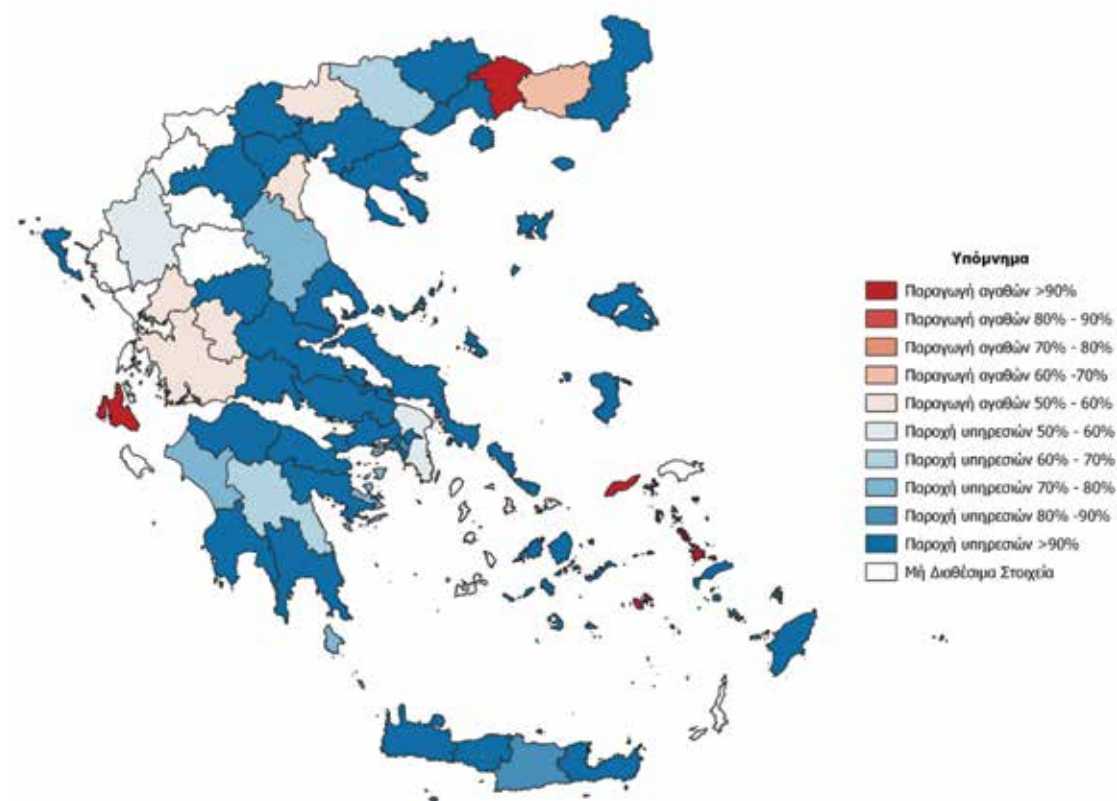 Υπόμνημα
Παραγωγή αγαθών >90%
Παραγωγή αγαθών 80% - 90%
Παραγωγή αγαθών 70% - 80%
Παραγωγή αγαθών 60% -70%
Παραγωγή αγαθών 50% - 60%
Παροχή υπηρεσιών 50% - 60%
Παροχή υπηρεσιών 60% - 70%
Παροχή υπηρεσιών 70% - 80%
Παροχή υπηρεσιών 80% -90%
Παροχή υπηρεσιών >90%
Μή Διαθέσιμα Στοιχεία